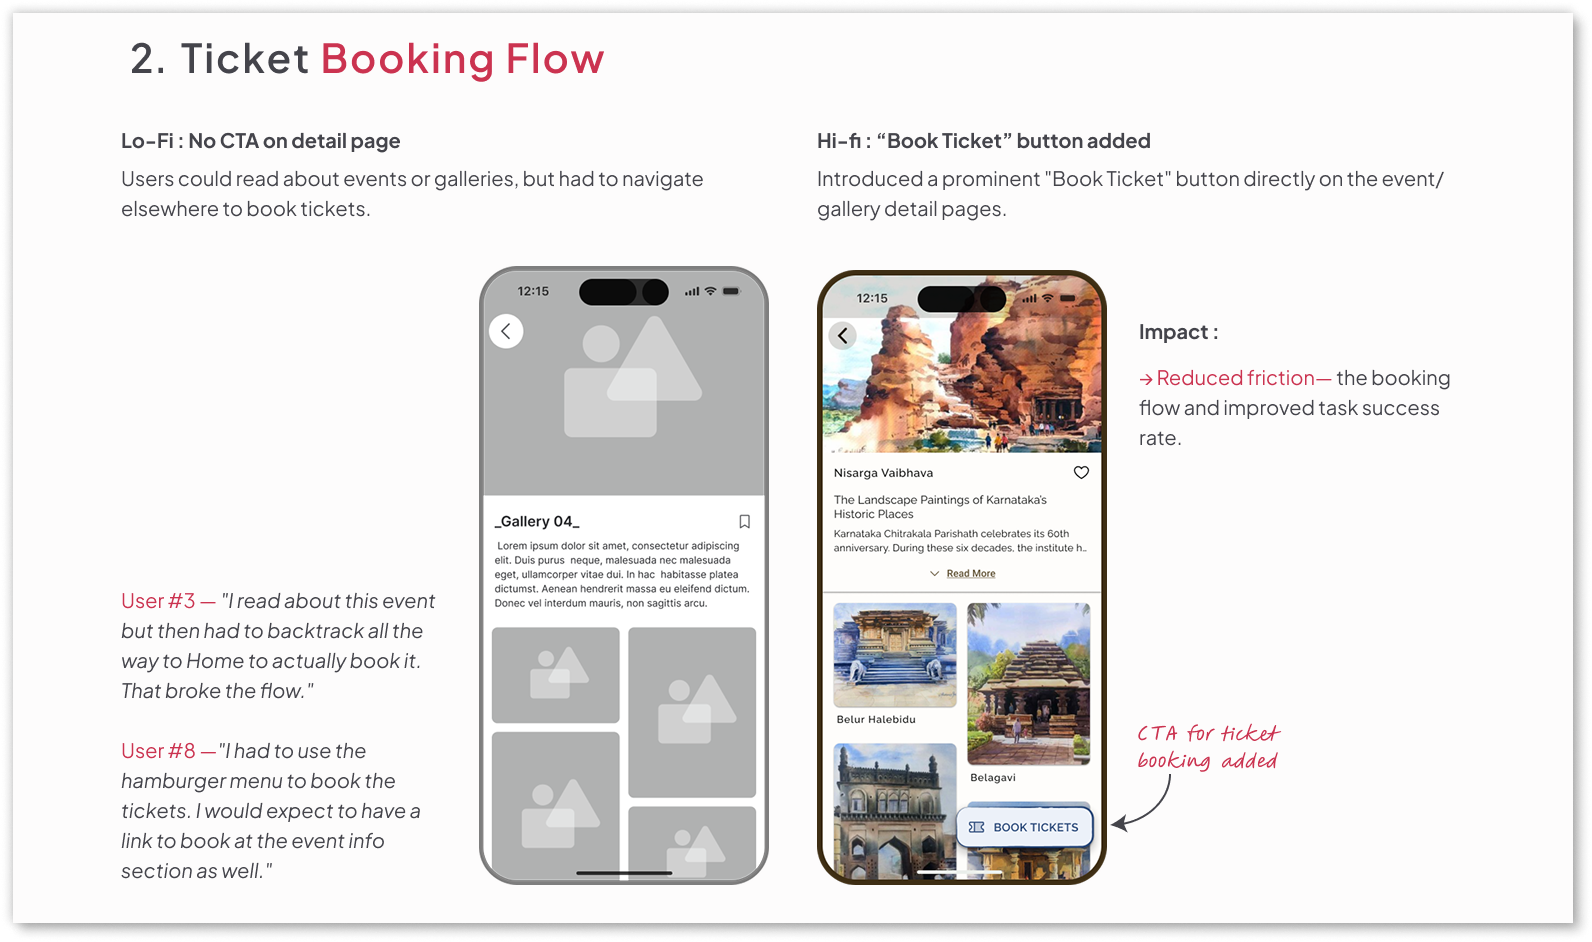 2. Ticket Booking Flow
Lo-Fi : No CTA on detail page
Users could read about events or galleries, but had to navigate
elsewhere to book tickets.
Hi-fi : “Book Ticket” button added
Introduced a prominent "Book Ticket" button directly on the event/
gallery detail pages.
User #3 — "I read about this event
but then had to backtrack all the
way to Home to actually book it.
That broke the flow."
User #8 —"I had to use the
hamburger menu to book the
tickets. I would expect to have a
link to book at the event info
section as well."
12:15
_Gallery 04_
Lorem ipsum dolor sit amet, consectetur adipiscing
elit. Duis purus neque, malesuada nec malesuada
eget, ullamcorper vitae dui. In hac habitasse platea
dictumst. Aenean hendrerit massa eu eleifend dictum.
Donec vel interdum mauris, non sagittis arcu.
12:15
Nisarga Vaibhava
The Landscape Paintings of Karnataka's
Historic Places
Karnataka Chitrakala Parishath celebrates its 60th
anniversary. During these six decades. the institute h..
Read More
Belur Halebidu
Belagavi
BOOK TICKETS
Impact :
→ Reduced friction— the booking
flow and improved task success
rate.
CTA for ticket
booking added